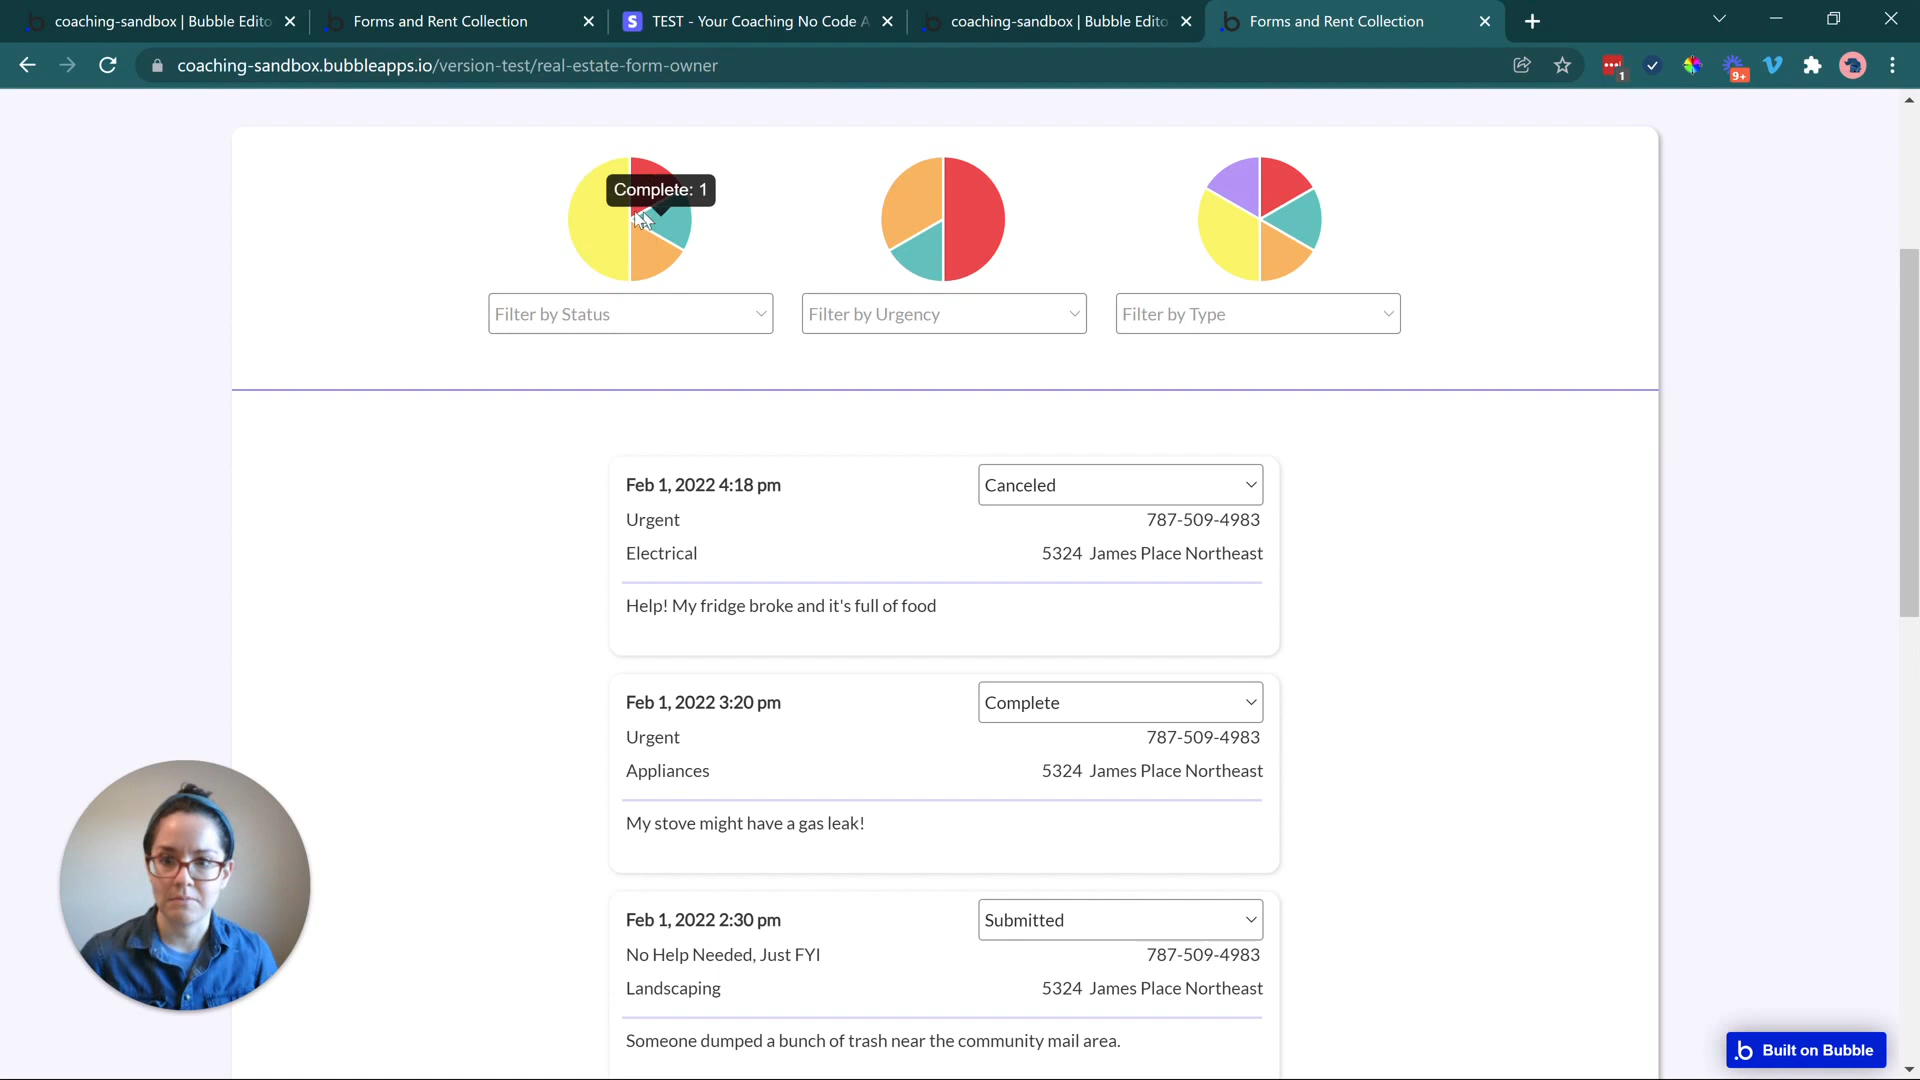 coaching-sandbox | Bubble Edito
Forms and Rent Collection
S TEST - Your Coaching No Code A
coaching-sandbox | Bubble Edito
Forms and Rent Collection
coaching-sandbox.bubbleapps.io/version-test/real-estate-form-owner
1
9+
Complete: 1
Filter by Status
Filter by Urgency
Filter by Type
Feb 1, 2022 4:18 pm
Canceled
Urgent
787-509-4983
Electrical
5324 James Place Northeast
Help! My fridge broke and it's full of food
Feb 1, 2022 3:20 pm
Complete
Urgent
787-509-4983
Appliances
5324 James Place Northeast
My stove might have a gas leak!
Feb 1, 2022 2:30 pm
Submitted
No Help Needed, Just FYI
787-509-4983
Landscaping
5324 James Place Northeast
Someone dumped a bunch of trash near the community mail area.
b Built on Bubble